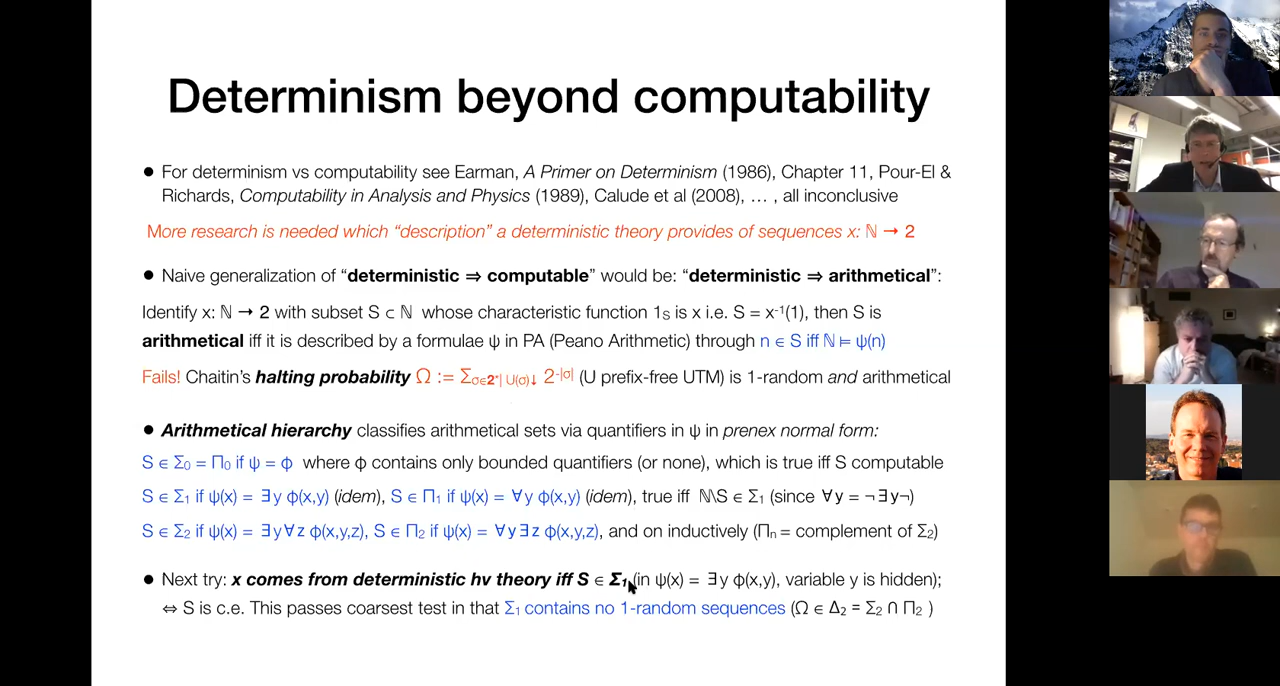 Determinism beyond computability
● For determinism vs computability see Earman, A Primer on Determinism (1986), Chapter 11, Pour-El &
Richards, Computability in Analysis and Physics (1989), Calude et al (2008), … , all inconclusive
More research is needed which “description” a deterministic theory provides of sequences x: ℕ → 2
● Naive generalization of “deterministic ⇒ computable” would be: “deterministic ⇒ arithmetical”:
Identify x: ℕ → 2 with subset S ⊂ ℕ whose characteristic function 1ₛ is x i.e. S = x⁻¹(1), then S is
arithmetical iff it is described by a formulae ψ in PA (Peano Arithmetic) through n ∈ S iff ℕ ⊨ ψ(n)
Fails! Chaitin’s halting probability Ω := Σσ∈2*| U(σ)↓ 2^-|σ| (U prefix-free UTM) is 1-random and arithmetical
● Arithmetical hierarchy classifies arithmetical sets via quantifiers in ψ in prenex normal form:
S ∈ Σ₀ = Π₀ if ψ = φ where φ contains only bounded quantifiers (or none), which is true iff S computable
S ∈ Σ₁ if ψ(x) = ∃y φ(x,y) (idem), S ∈ Π₁ if ψ(x) = ∀y φ(x,y) (idem), true iff ℕ\S ∈ Σ₁ (since ∀y = ¬∃y¬)
S ∈ Σ₂ if ψ(x) = ∃y∀z φ(x,y,z), S ∈ Π₂ if ψ(x) = ∀y∃z φ(x,y,z), and on inductively (Πₙ = complement of Σ₂)
● Next try: x comes from deterministic hv theory iff S ∈ Σ₁ (in ψ(x) = ∃y φ(x,y), variable y is hidden);
⇔ S is c.e. This passes coarsest test in that Σ₁ contains no 1-random sequences (Ω ∈ Δ₂ = Σ₂ ∩ Π₂ )